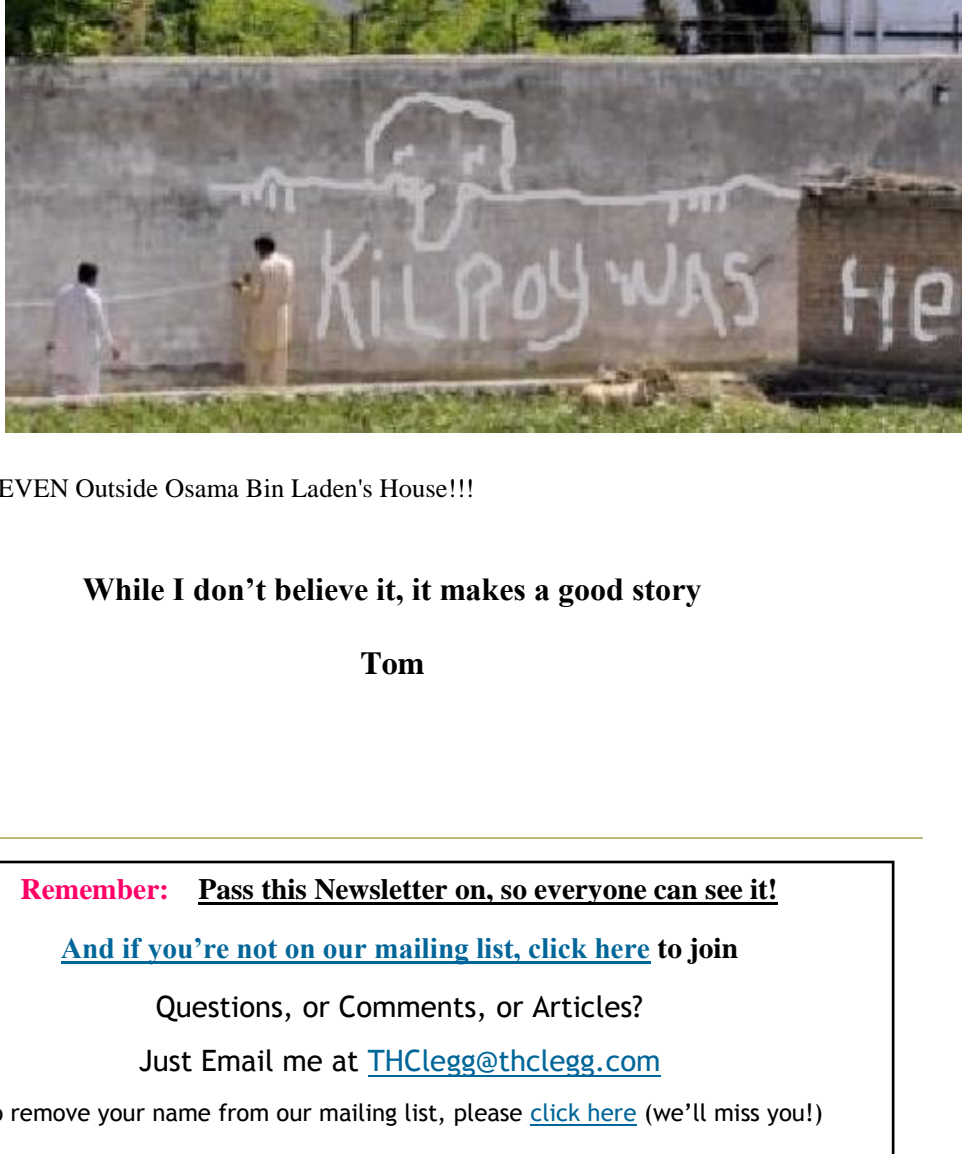 KiLROY WAS He
EVEN Outside Osama Bin Laden's House!!!
While I don’t believe it, it makes a good story
Tom
Remember: Pass this Newsletter on, so everyone can see it!
And if you’re not on our mailing list, click here to join
Questions, or Comments, or Articles?
Just Email me at THClegg@thclegg.com
o remove your name from our mailing list, please click here (we’ll miss you!)